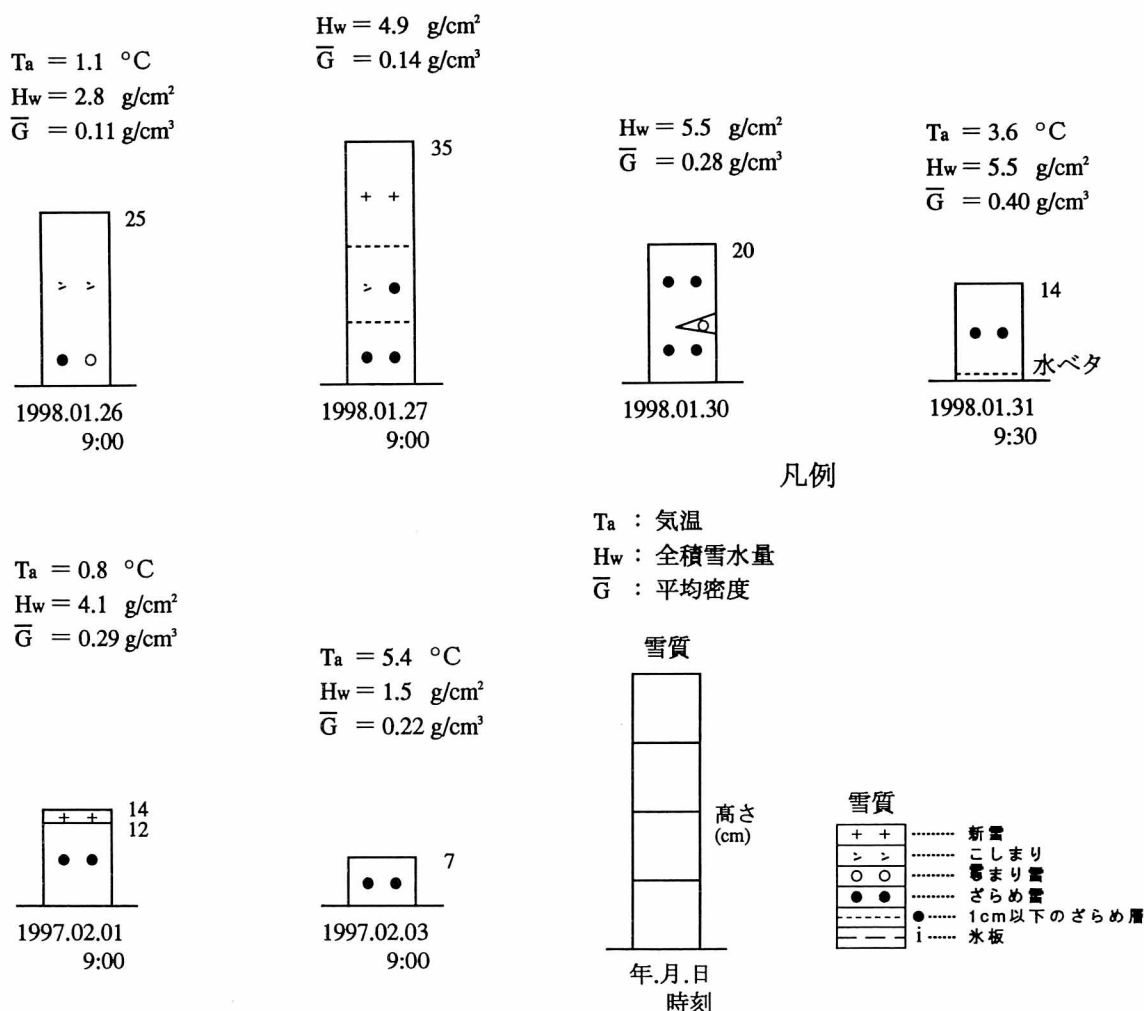 Ta = 1.1 °C
Hw = 2.8 g/cm²
G̅ = 0.11 g/cm³
25
1998.01.26
9:00
Hw = 4.9 g/cm²
G̅ = 0.14 g/cm³
35
1998.01.27
9:00
Hw = 5.5 g/cm²
G̅ = 0.28 g/cm³
20
1998.01.30
Ta = 3.6 °C
Hw = 5.5 g/cm²
G̅ = 0.40 g/cm³
14
水ベタ
1998.01.31
9:30
Ta = 0.8 °C
Hw = 4.1 g/cm²
G̅ = 0.29 g/cm³
14
12
1997.02.01
9:00
Ta = 5.4 °C
Hw = 1.5 g/cm²
G̅ = 0.22 g/cm³
7
1997.02.03
9:00
凡例
Ta : 気温
Hw : 全積雪水量
G̅ : 平均密度
雪質
高さ
(cm)
年.月.日
時刻
雪質
新雪
こしまり
まり雪
ざらめ雪
1cm以下のざらめ層
i 氷板